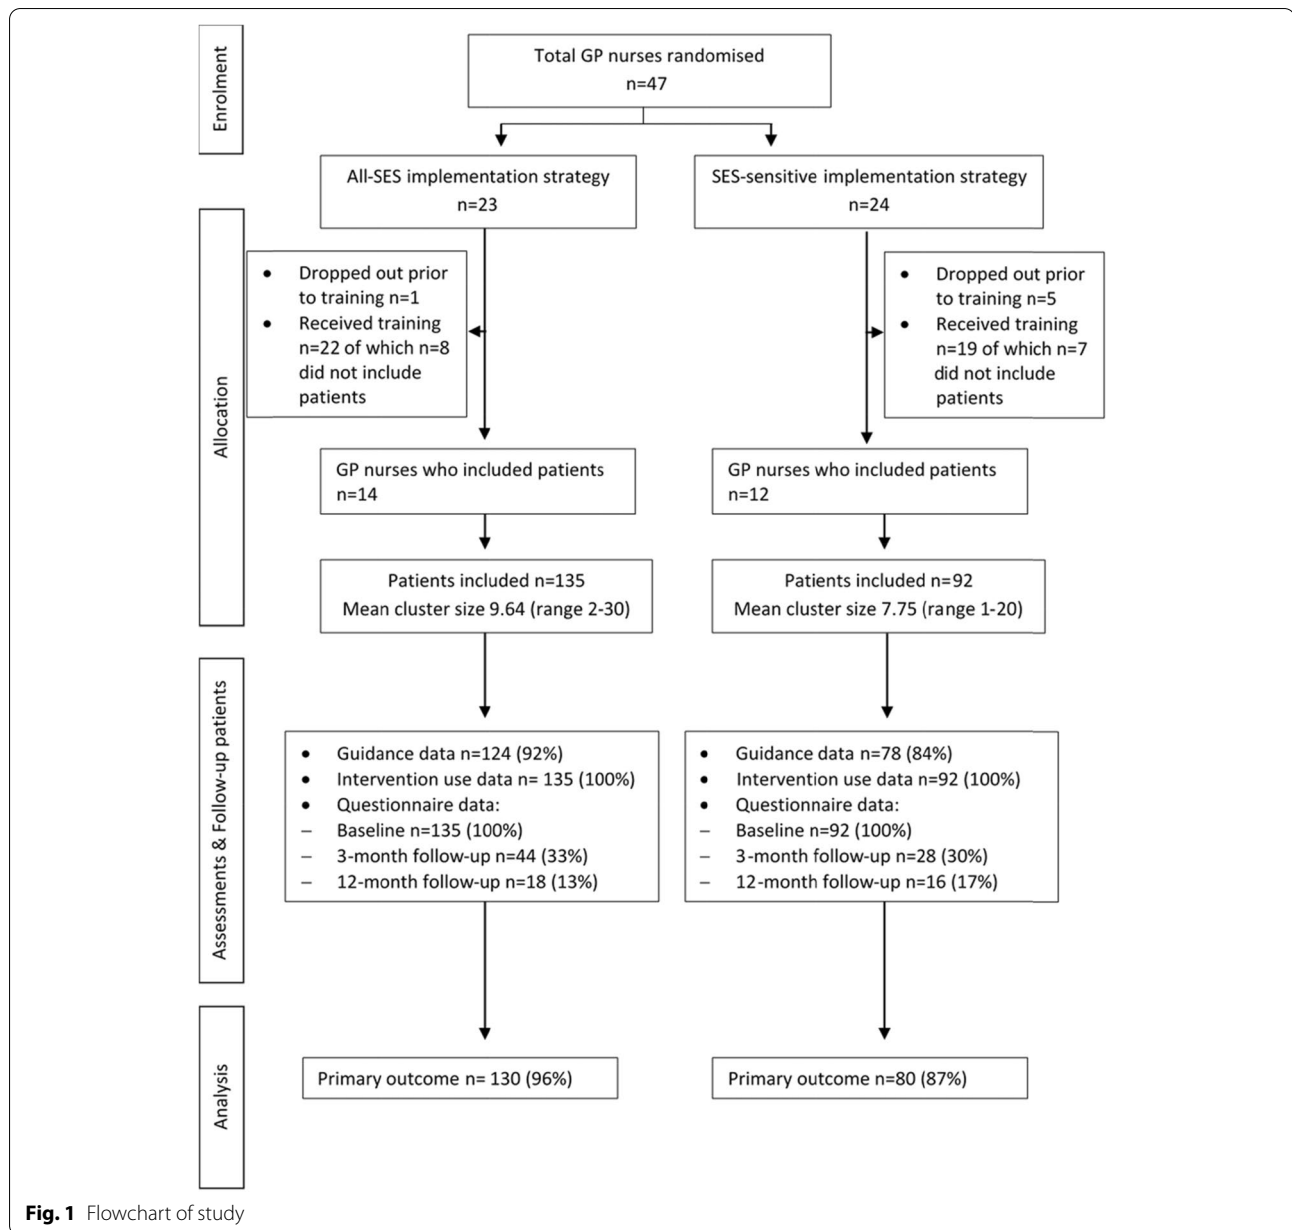 Enrolment
Total GP nurses randomised
n=47
All-SES implementation strategy
n=23
SES-sensitive implementation strategy
n=24
Allocation
● Dropped out prior
to training n=1
● Received training
n=22 of which n=8
did not include
patients
● Dropped out prior
to training n=5
● Received training
n=19 of which n=7
did not include
patients
GP nurses who included patients
n=14
GP nurses who included patients
n=12
Patients included n=135
Mean cluster size 9.64 (range 2-30)
Patients included n=92
Mean cluster size 7.75 (range 1-20)
Assessments & Follow-up patients
● Guidance data n=124 (92%)
● Intervention use data n= 135 (100%)
● Questionnaire data:
– Baseline n=135 (100%)
– 3-month follow-up n=44 (33%)
– 12-month follow-up n=18 (13%)
● Guidance data n=78 (84%)
● Intervention use data n=92 (100%)
● Questionnaire data:
– Baseline n=92 (100%)
– 3-month follow-up n=28 (30%)
– 12-month follow-up n=16 (17%)
Analysis
Primary outcome n= 130 (96%)
Primary outcome n=80 (87%)
Fig. 1 Flowchart of study